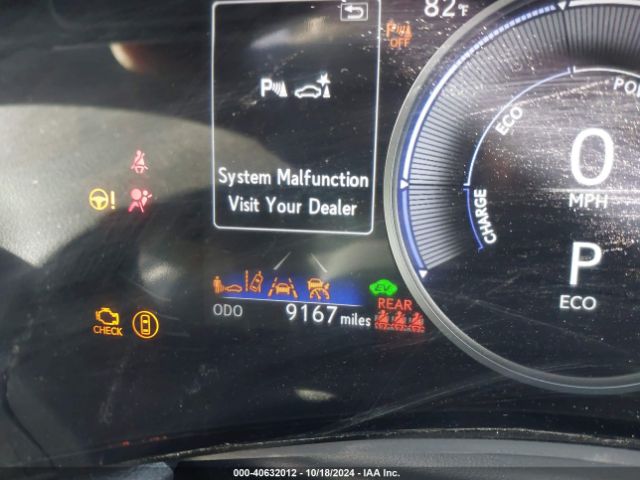 82°F
P OFF
P
System Malfunction
Visit Your Dealer
ECO
CHARGE
0
MPH
P
ECO
EV
REAR
ODO 9167 miles
CHECK
000-40632012 - 10/18/2024 - IAA Inc.